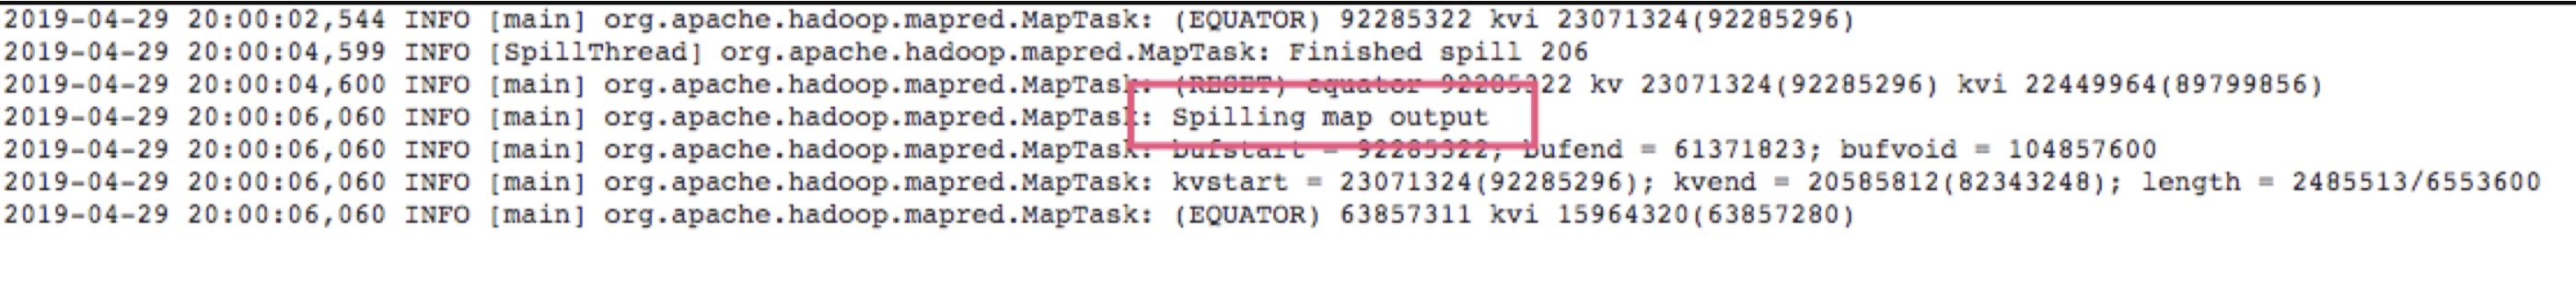 2019-04-29 20:00:02,544 INFO [main] org.apache.hadoop.mapred.MapTask: (EQUATOR) 92285322 kvi 23071324(92285296)
2019-04-29 20:00:04,599 INFO [SpillThread] org.apache.hadoop.mapred.MapTask: Finished spill 206
2019-04-29 20:00:04,600 INFO [main] org.apache.hadoop.mapred.MapTask: (RESET) equator 92285322 kv 23071324(92285296) kvi 22449964(89799856)
2019-04-29 20:00:06,060 INFO [main] org.apache.hadoop.mapred.MapTask: Spilling map output
2019-04-29 20:00:06,060 INFO [main] org.apache.hadoop.mapred.MapTask: bufstart = 92285322; bufend = 61371823; bufvoid = 104857600
2019-04-29 20:00:06,060 INFO [main] org.apache.hadoop.mapred.MapTask: kvstart = 23071324(92285296); kvend = 20585812(82343248); length = 2485513/6553600
2019-04-29 20:00:06,060 INFO [main] org.apache.hadoop.mapred.MapTask: (EQUATOR) 63857311 kvi 15964320(63857280)